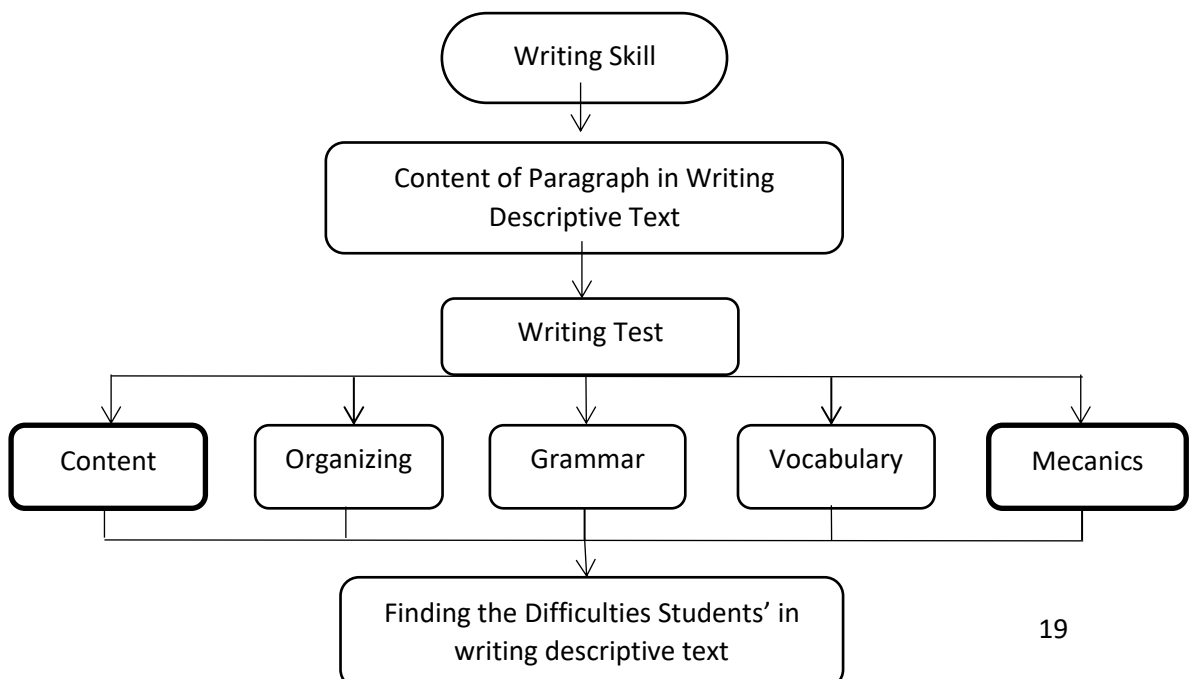 Writing Skill
Content of Paragraph in Writing
Descriptive Text
Writing Test
Content
Organizing
Grammar
Vocabulary
Mecanics
Finding the Difficulties Students’ in
writing descriptive text
19